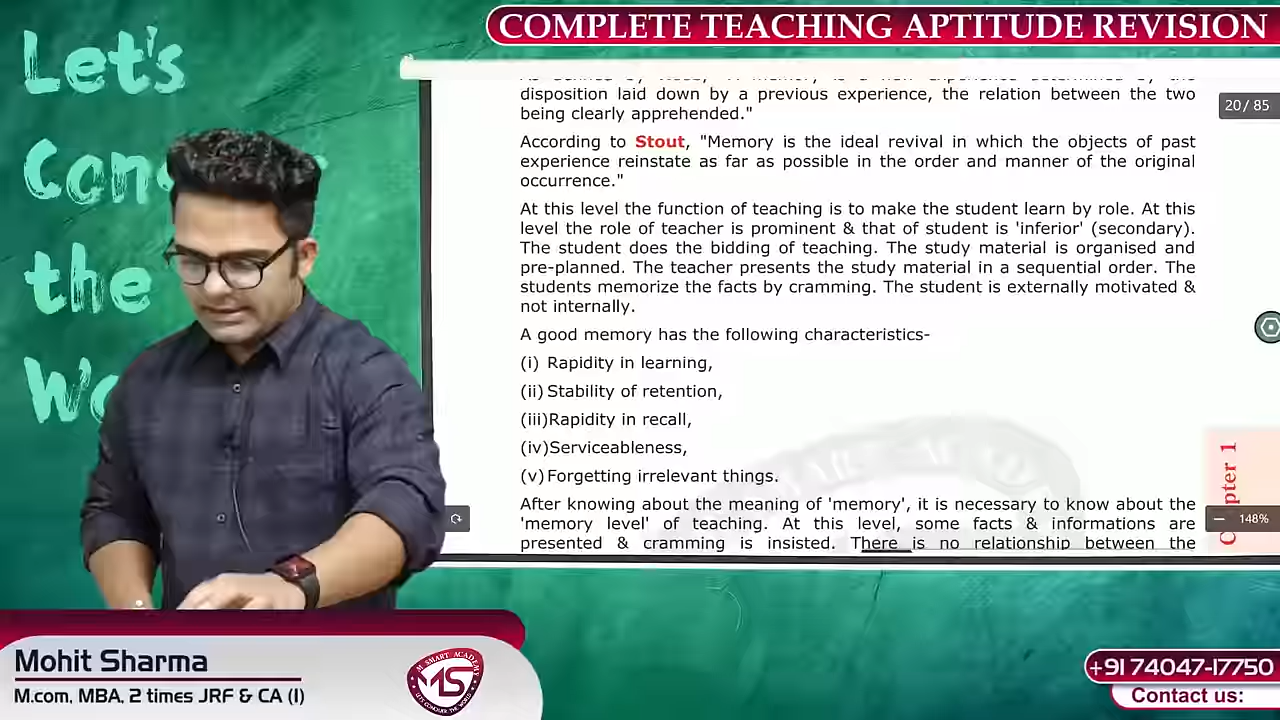 COMPLETE TEACHING APTITUDE REVISION
Let's
the
disposition laid down by a previous experience, the relation between the two
being clearly apprehended."
According to Stout, "Memory is the ideal revival in which the objects of past
experience reinstate as far as possible in the order and manner of the original
occurrence."
At this level the function of teaching is to make the student learn by role. At this
level the role of teacher is prominent & that of student is 'inferior' (secondary).
The student does the bidding of teaching. The study material is organised and
pre-planned. The teacher presents the study material in a sequential order. The
students memorize the facts by cramming. The student is externally motivated &
not internally.
A good memory has the following characteristics-
(i) Rapidity in learning,
(ii) Stability of retention,
(iii)Rapidity in recall,
(iv)Serviceableness,
(v) Forgetting irrelevant things.
After knowing about the meaning of 'memory', it is necessary to know about the
'memory level' of teaching. At this level, some facts & informations are
presented & cramming is insisted. There is no relationship between the
20/ 85
148%
Mohit Sharma
M.com, MBA, 2 times JRF & CA (I)
M SMART ACADEMY
MS
LET'S CONQUER THE WORLD
+91 74047-17750
Contact us: